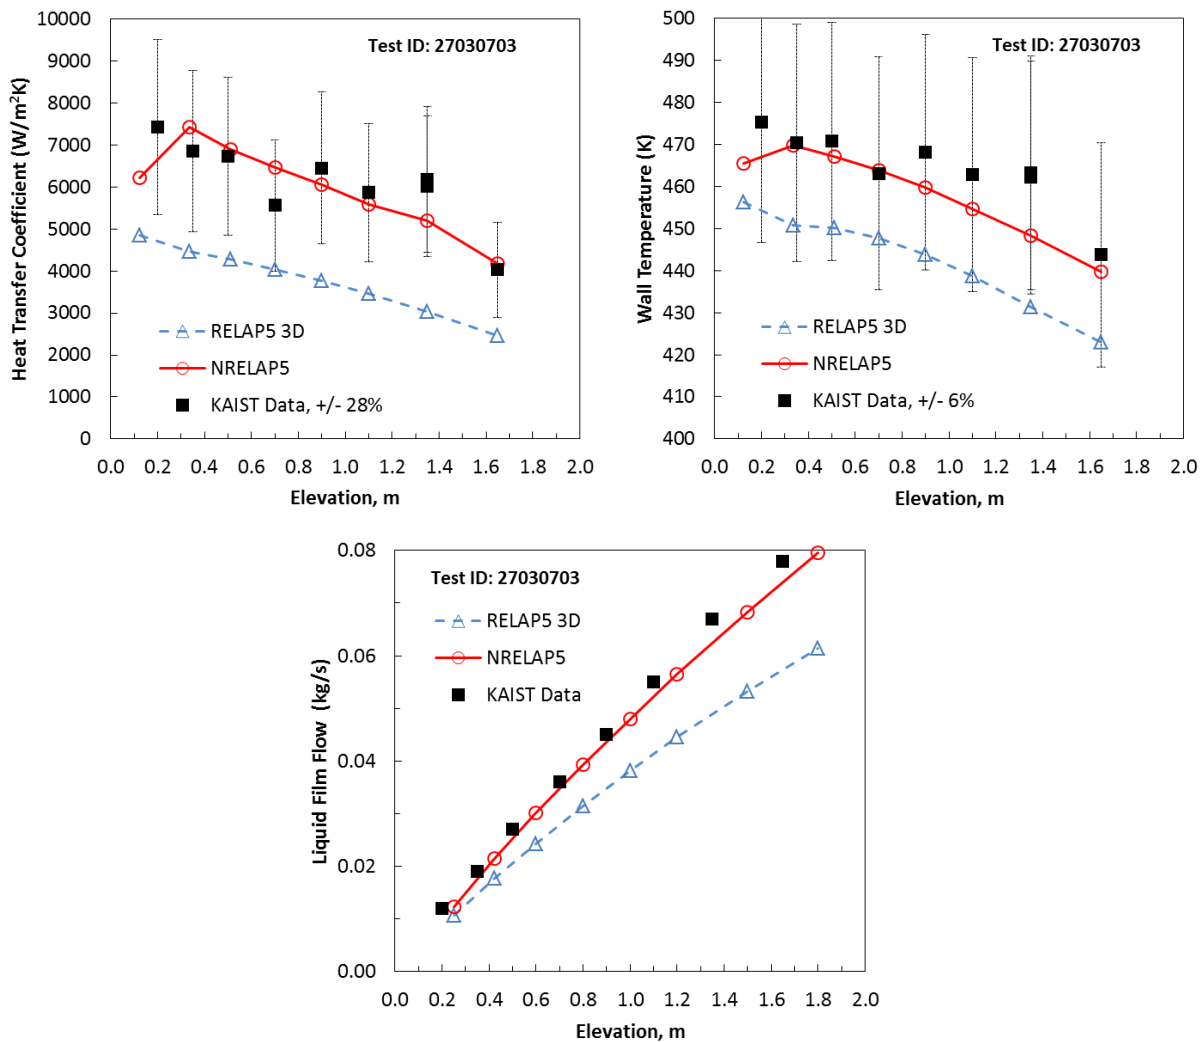 Heat Transfer Coefficient (W/m²K)
10000
9000
8000
7000
6000
5000
4000
3000
2000
1000
0
Test ID: 27030703
RELAP5 3D
NRELAP5
KAIST Data, +/- 28%
0.0 0.2 0.4 0.6 0.8 1.0 1.2 1.4 1.6 1.8 2.0
Elevation, m
Wall Temperature (K)
500
490
480
470
460
450
440
430
420
410
400
Test ID: 27030703
RELAP5 3D
NRELAP5
KAIST Data, +/- 6%
0.0 0.2 0.4 0.6 0.8 1.0 1.2 1.4 1.6 1.8 2.0
Elevation, m
Liquid Film Flow (kg/s)
0.08
0.06
0.04
0.02
0.00
Test ID: 27030703
RELAP5 3D
NRELAP5
KAIST Data
0.0 0.2 0.4 0.6 0.8 1.0 1.2 1.4 1.6 1.8 2.0
Elevation, m